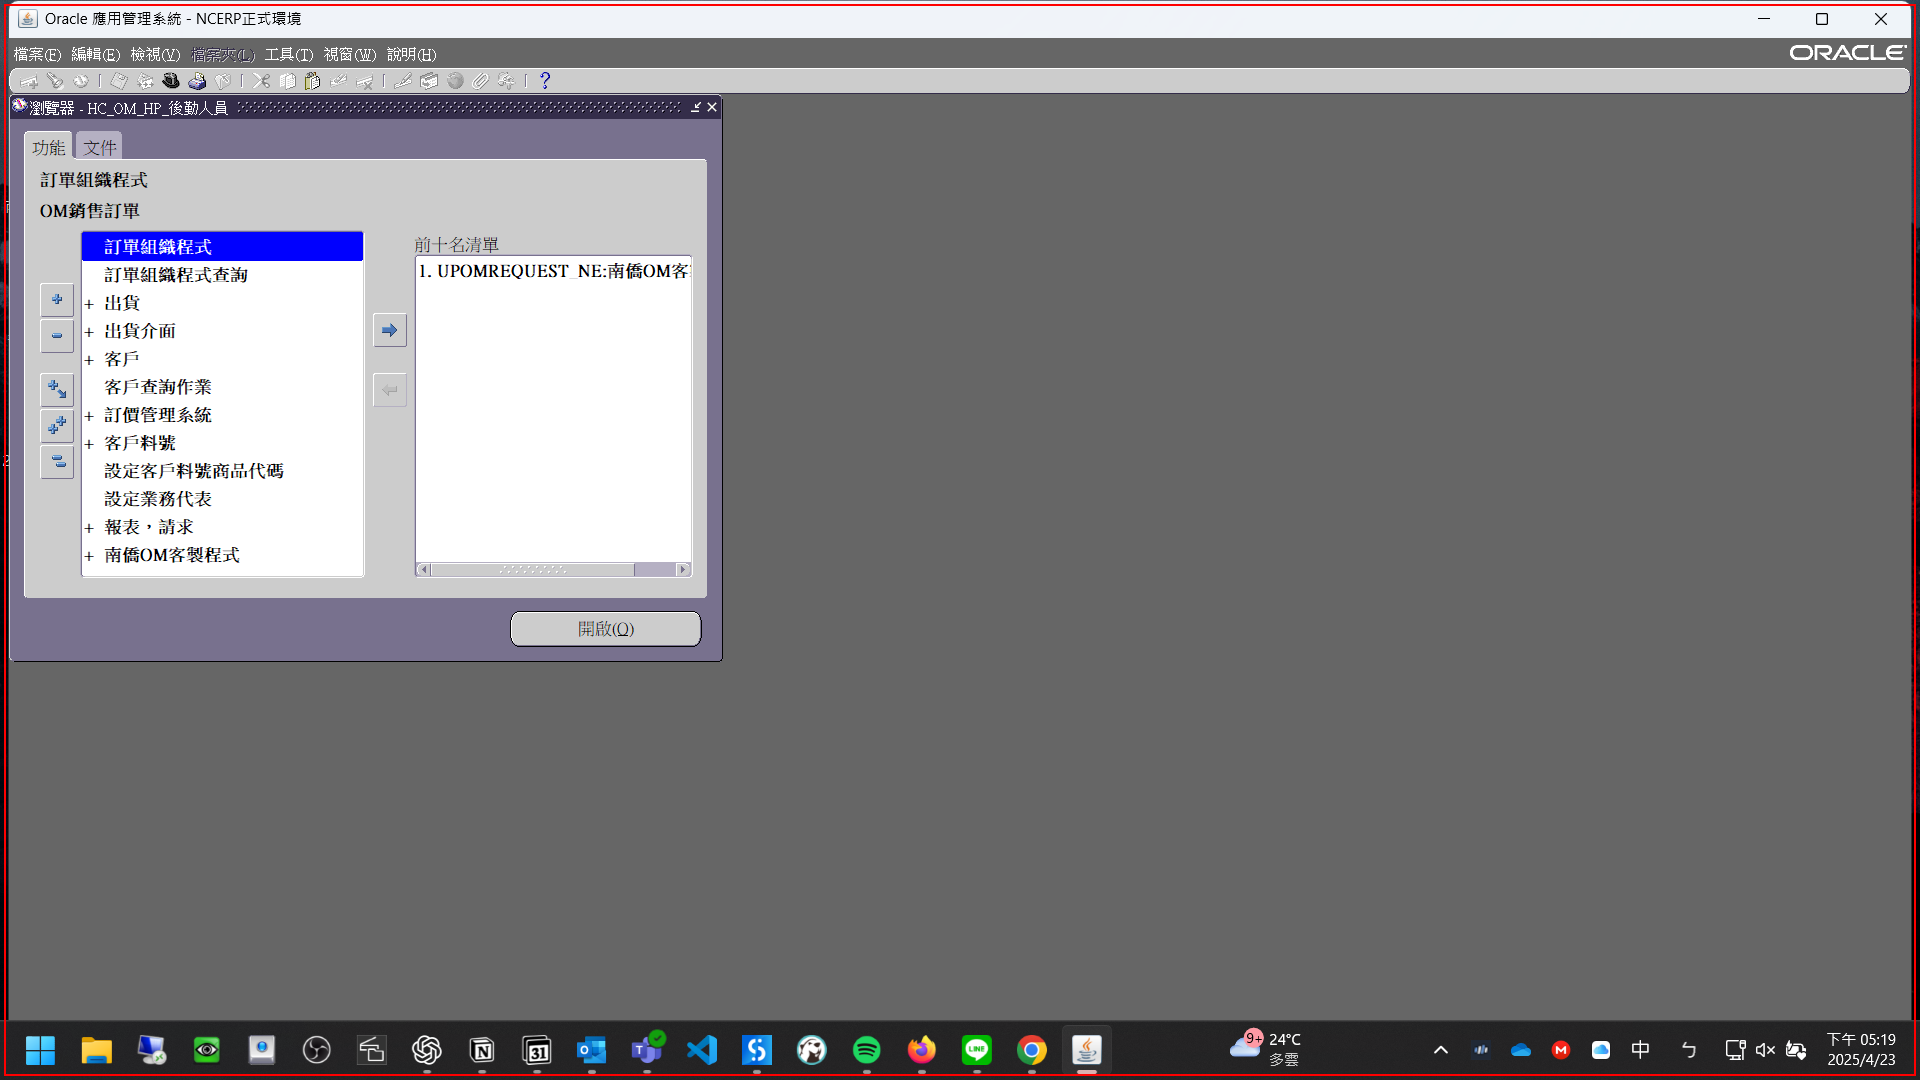 Oracle 應用管理系統 - NCERP正式環境
檔案(F) 編輯(E) 檢視(V) 檔案夾(L) 工具(T) 視窗(W) 說明(H)
ORACLE
瀏覽器 - HC_OM_HP_後勤人員
功能 文件
訂單組織程式
OM銷售訂單
訂單組織程式
訂單組織程式查詢
+ 出貨
+ 出貨介面
+ 客戶
客戶查詢作業
+ 訂價管理系統
+ 客戶料號
設定客戶料號商品代碼
設定業務代表
+ 報表，請求
+ 南僑OM客製程式
前十名清單
1. UPOMREQUEST_NE:南僑OM客
開啟(O)
31
9+
24°C
多雲
中
ㄅ
下午 05:19
2025/4/23